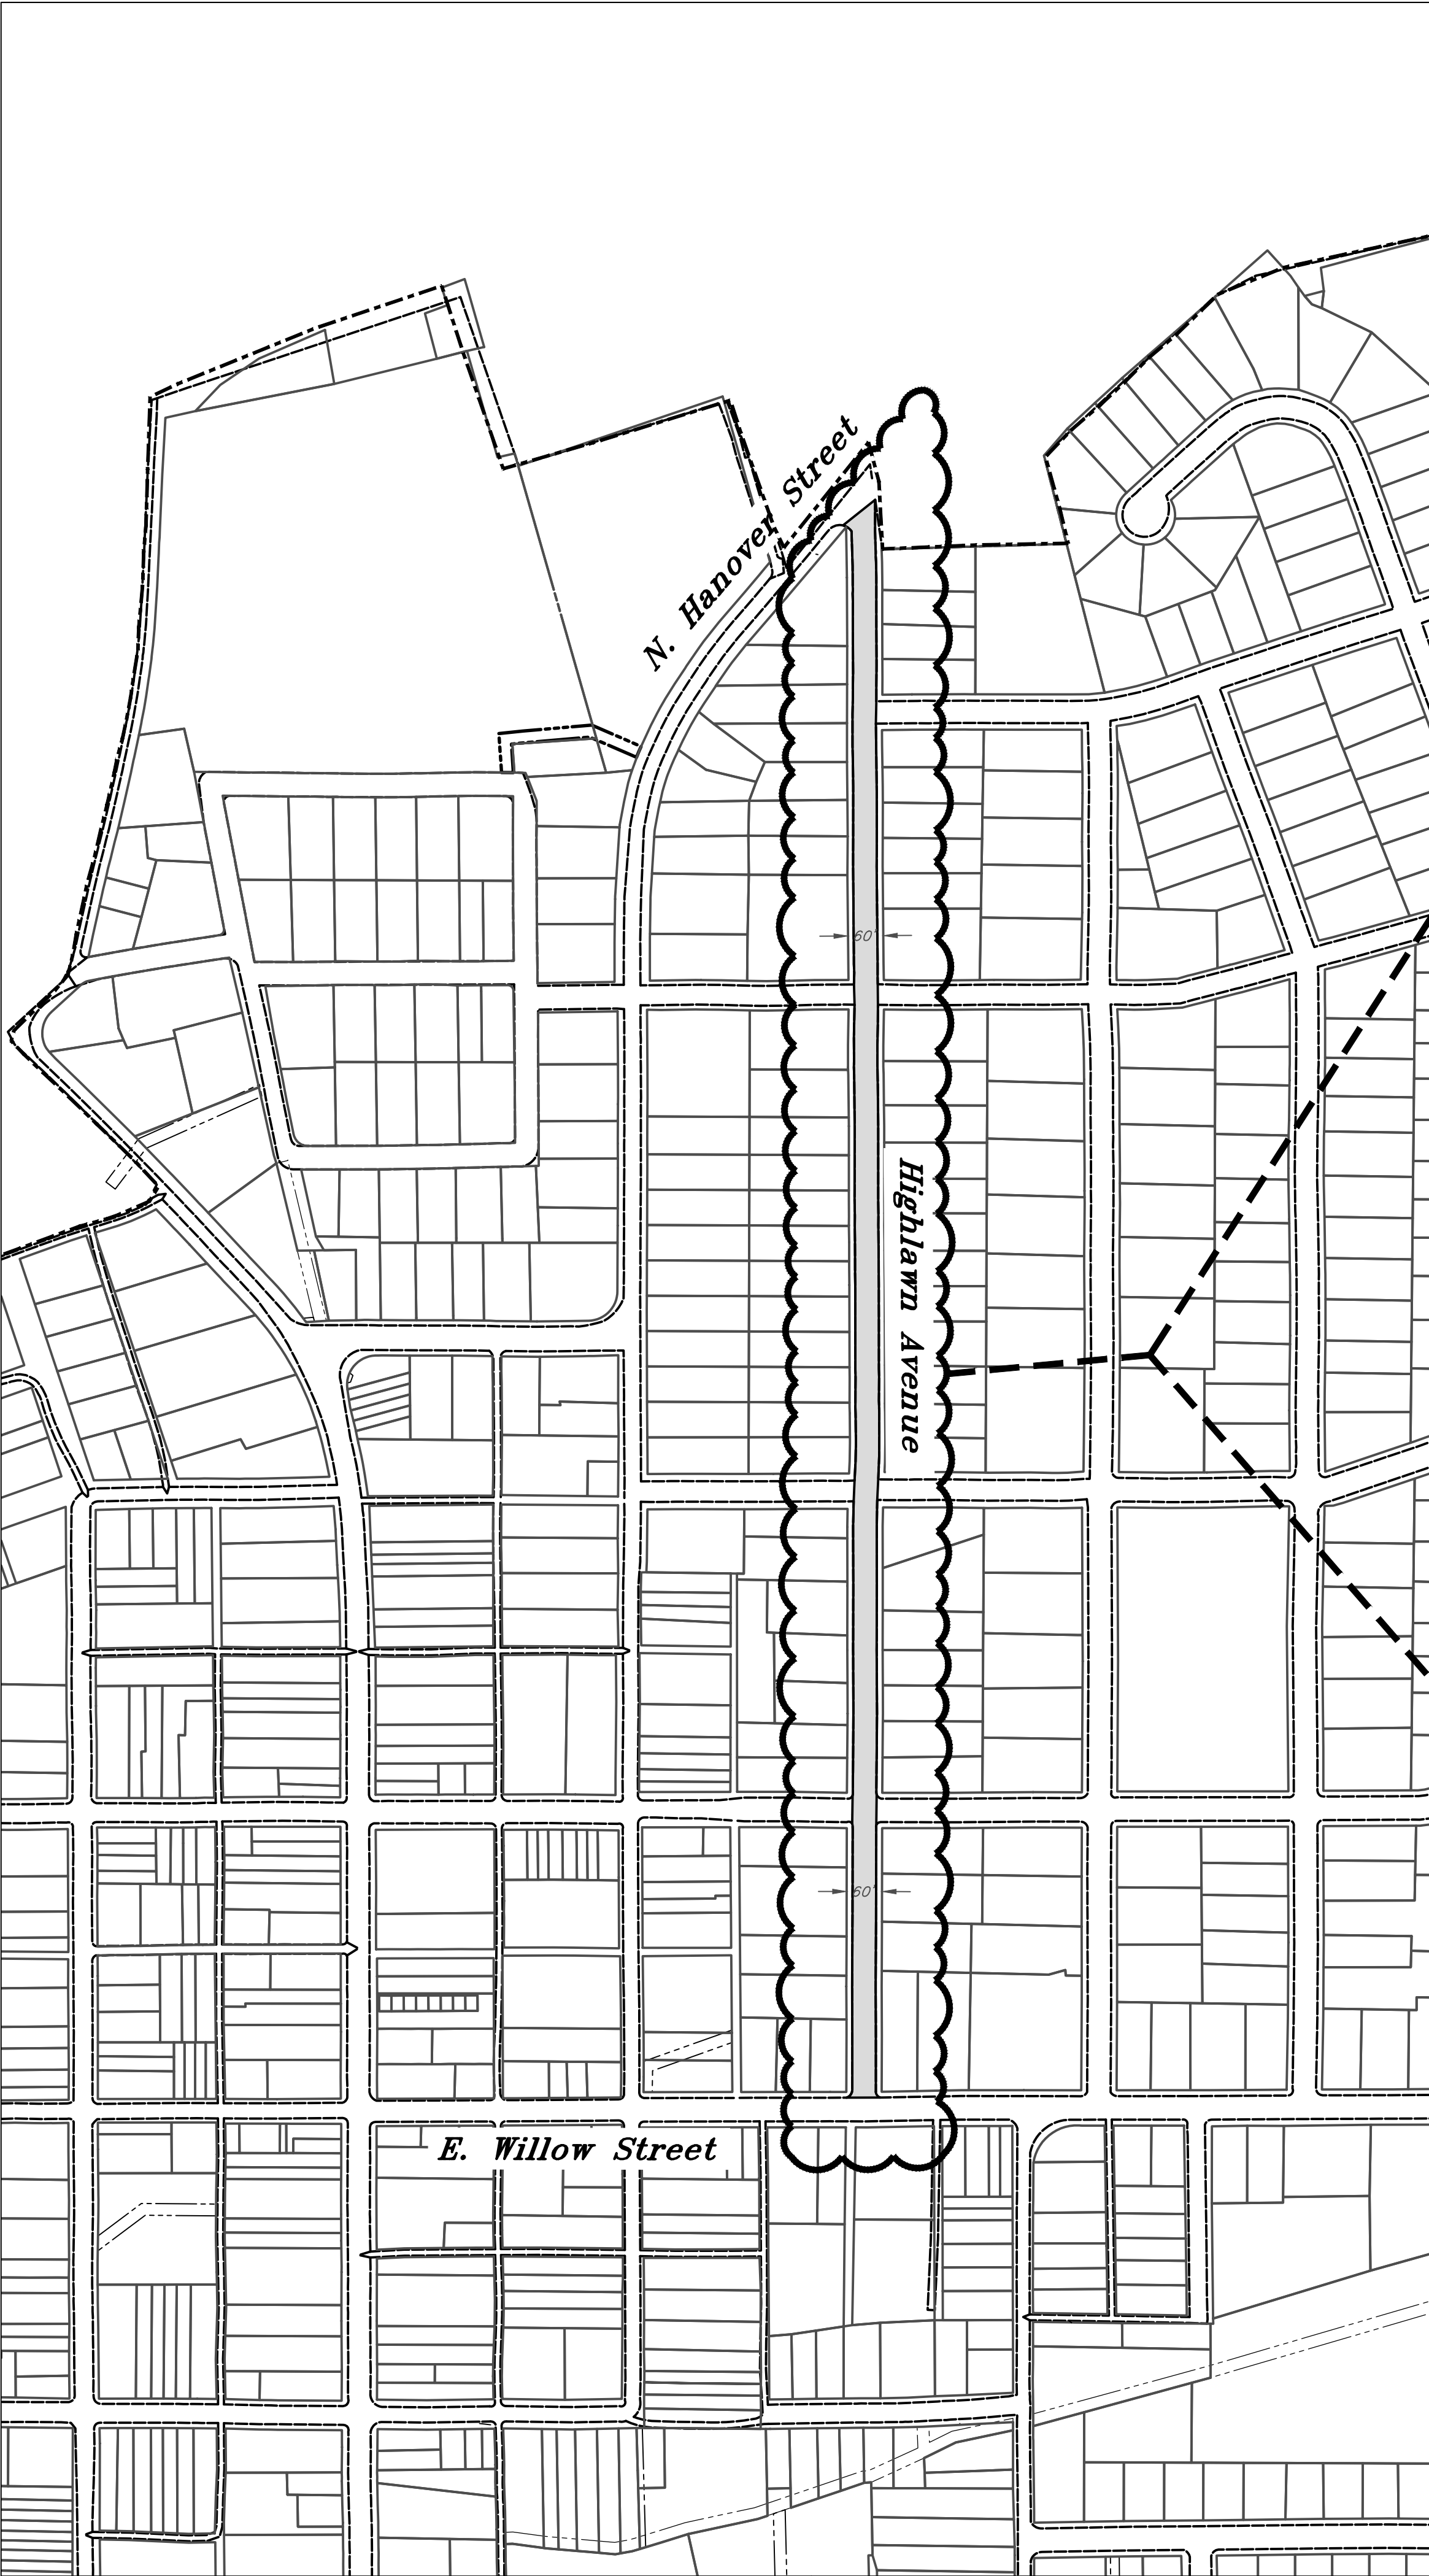 N. Hanover Street
60'
Highlawn Avenue
60'
E. Willow Street